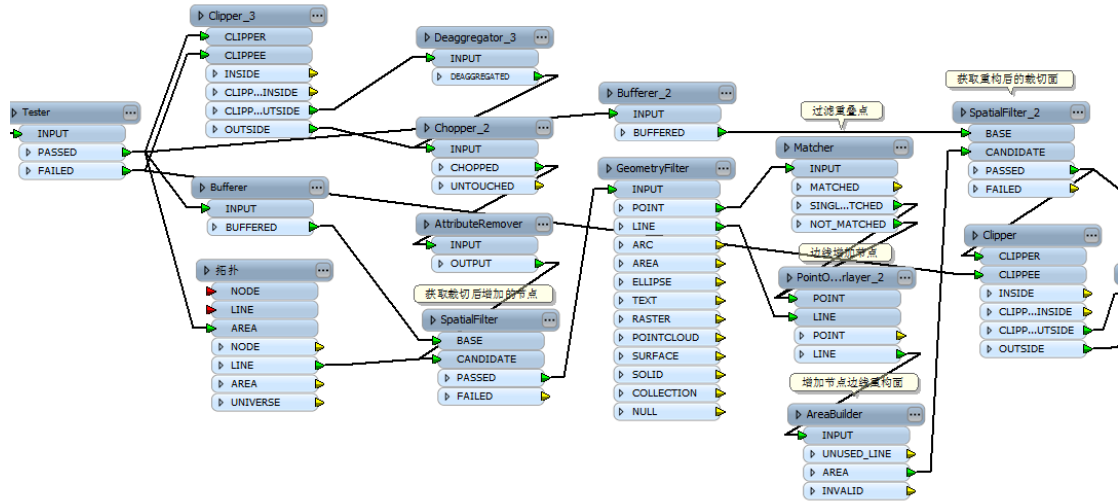 Tester
INPUT
PASSED
FAILED
Clipper_3
CLIPPER
CLIPPEE
INSIDE
CLIPP...INSIDE
CLIPP...UTSIDE
OUTSIDE
Bufferer
INPUT
BUFFERED
拓扑
NODE
LINE
AREA
NODE
LINE
AREA
UNIVERSE
Deaggregator_3
INPUT
DEAGGREGATED
Chopper_2
INPUT
CHOPPED
UNTOUCHED
AttributeRemover
INPUT
OUTPUT
获取裁切后增加的节点
SpatialFilter
BASE
CANDIDATE
PASSED
FAILED
Bufferer_2
INPUT
BUFFERED
GeometryFilter
INPUT
POINT
LINE
ARC
AREA
ELLIPSE
TEXT
RASTER
POINTCLOUD
SURFACE
SOLID
COLLECTION
NULL
过滤重叠点
Matcher
INPUT
MATCHED
SINGL...TCHED
NOT_MATCHED
边线增加节点
PointO...rlayer_2
POINT
LINE
POINT
LINE
增加节点边线重构面
AreaBuilder
INPUT
UNUSED_LINE
AREA
INVALID
获取重构后的裁切面
SpatialFilter_2
BASE
CANDIDATE
PASSED
FAILED
Clipper
CLIPPER
CLIPPEE
INSIDE
CLIPP...INSIDE
CLIPP...UTSIDE
OUTSIDE